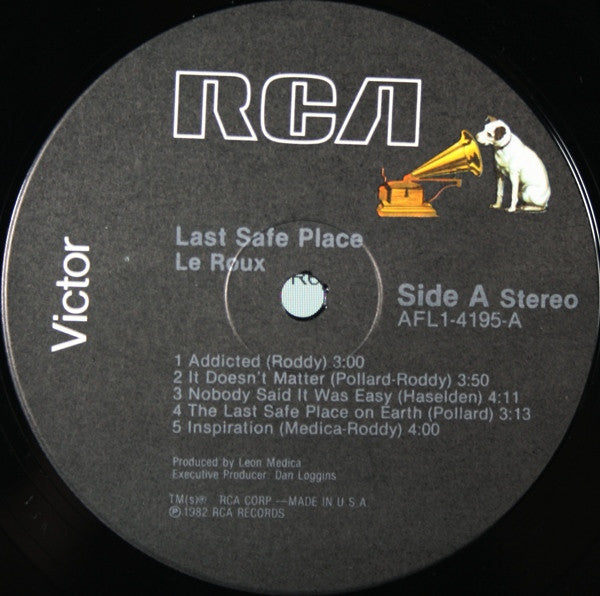 RCA
Victor
Last Safe Place
Le Roux
Side A Stereo
AFL1-4195-A
1 Addicted (Roddy) 3:00
2 It Doesn't Matter (Pollard-Roddy) 3:50
3 Nobody Said It Was Easy (Haselden) 4:11
4 The Last Safe Place on Earth (Pollard) 3:13
5 Inspiration (Medica-Roddy) 4:00
Produced by Leon Medica
Executive Producer: Dan Loggins
TM(s)® RCA CORP —MADE IN U S A
℗1982 RCA RECORDS